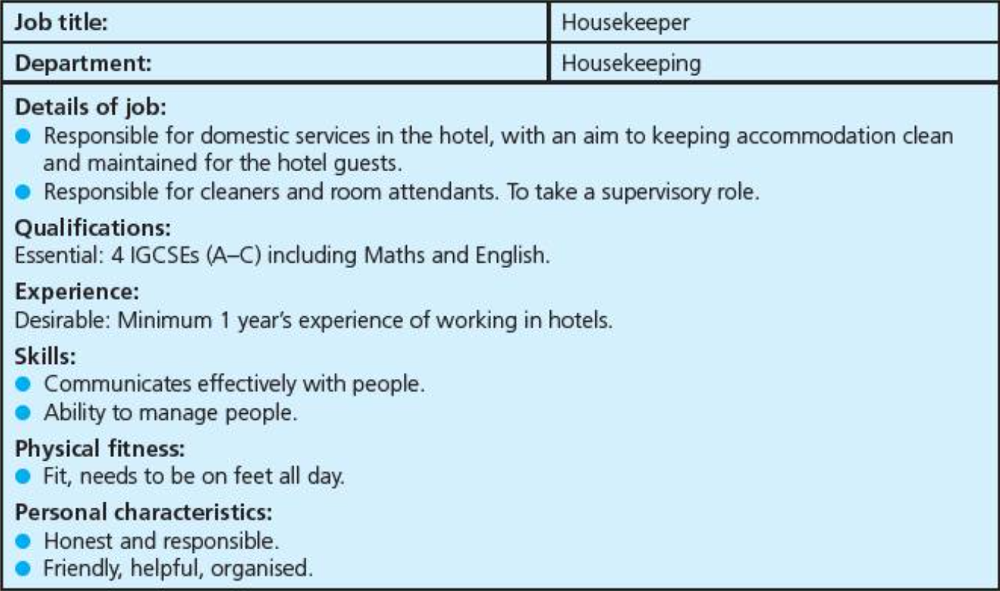 Job title: Housekeeper
Department: Housekeeping
Details of job:
● Responsible for domestic services in the hotel, with an aim to keeping accommodation clean
and maintained for the hotel guests.
● Responsible for cleaners and room attendants. To take a supervisory role.
Qualifications:
Essential: 4 IGCSEs (A–C) including Maths and English.
Experience:
Desirable: Minimum 1 year’s experience of working in hotels.
Skills:
● Communicates effectively with people.
● Ability to manage people.
Physical fitness:
● Fit, needs to be on feet all day.
Personal characteristics:
● Honest and responsible.
● Friendly, helpful, organised.